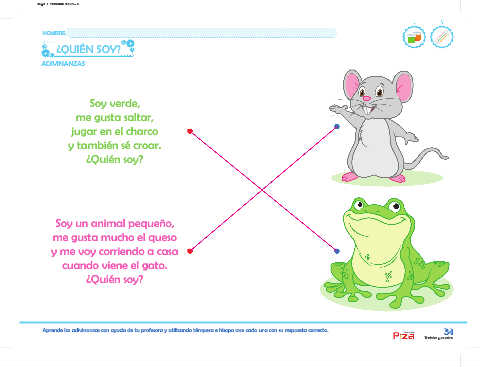 NOMBRE:
¿QUIÉN SOY?
ADIVINANZAS
Soy verde,
me gusta saltar,
jugar en el charco
y también sé croar.
¿Quién soy?
Soy un animal pequeño,
me gusta mucho el queso
y me voy corriendo a casa
cuando viene el gato.
¿Quién soy?
Aprende las adivinanzas con ayuda de tu profesora y utilizando témpera e hisopo une cada una con su respuesta correcta.
34
Treinta y cuatro